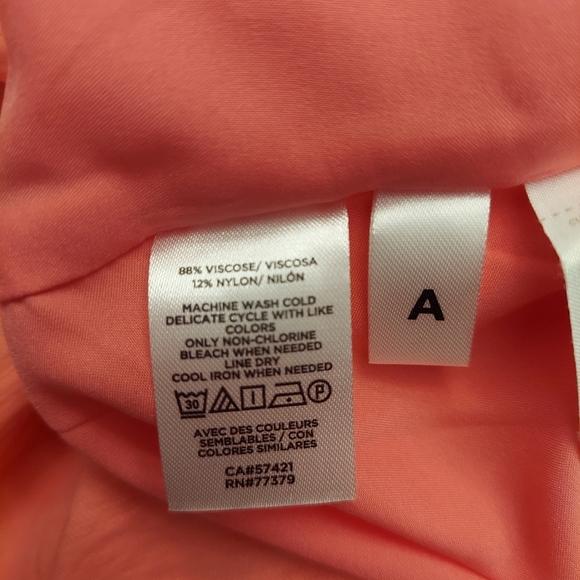 88% VISCOSE/ VISCOSA
12% NYLON/ NILÓN
MACHINE WASH COLD
DELICATE CYCLE WITH LIKE
COLORS
ONLY NON-CHLORINE
BLEACH WHEN NEEDED
LINE DRY
COOL IRON WHEN NEEDED
30 P
AVEC DES COULEURS
SEMBLABLES / CON
COLORES SIMILARES
CA#57421
RN#77379
A